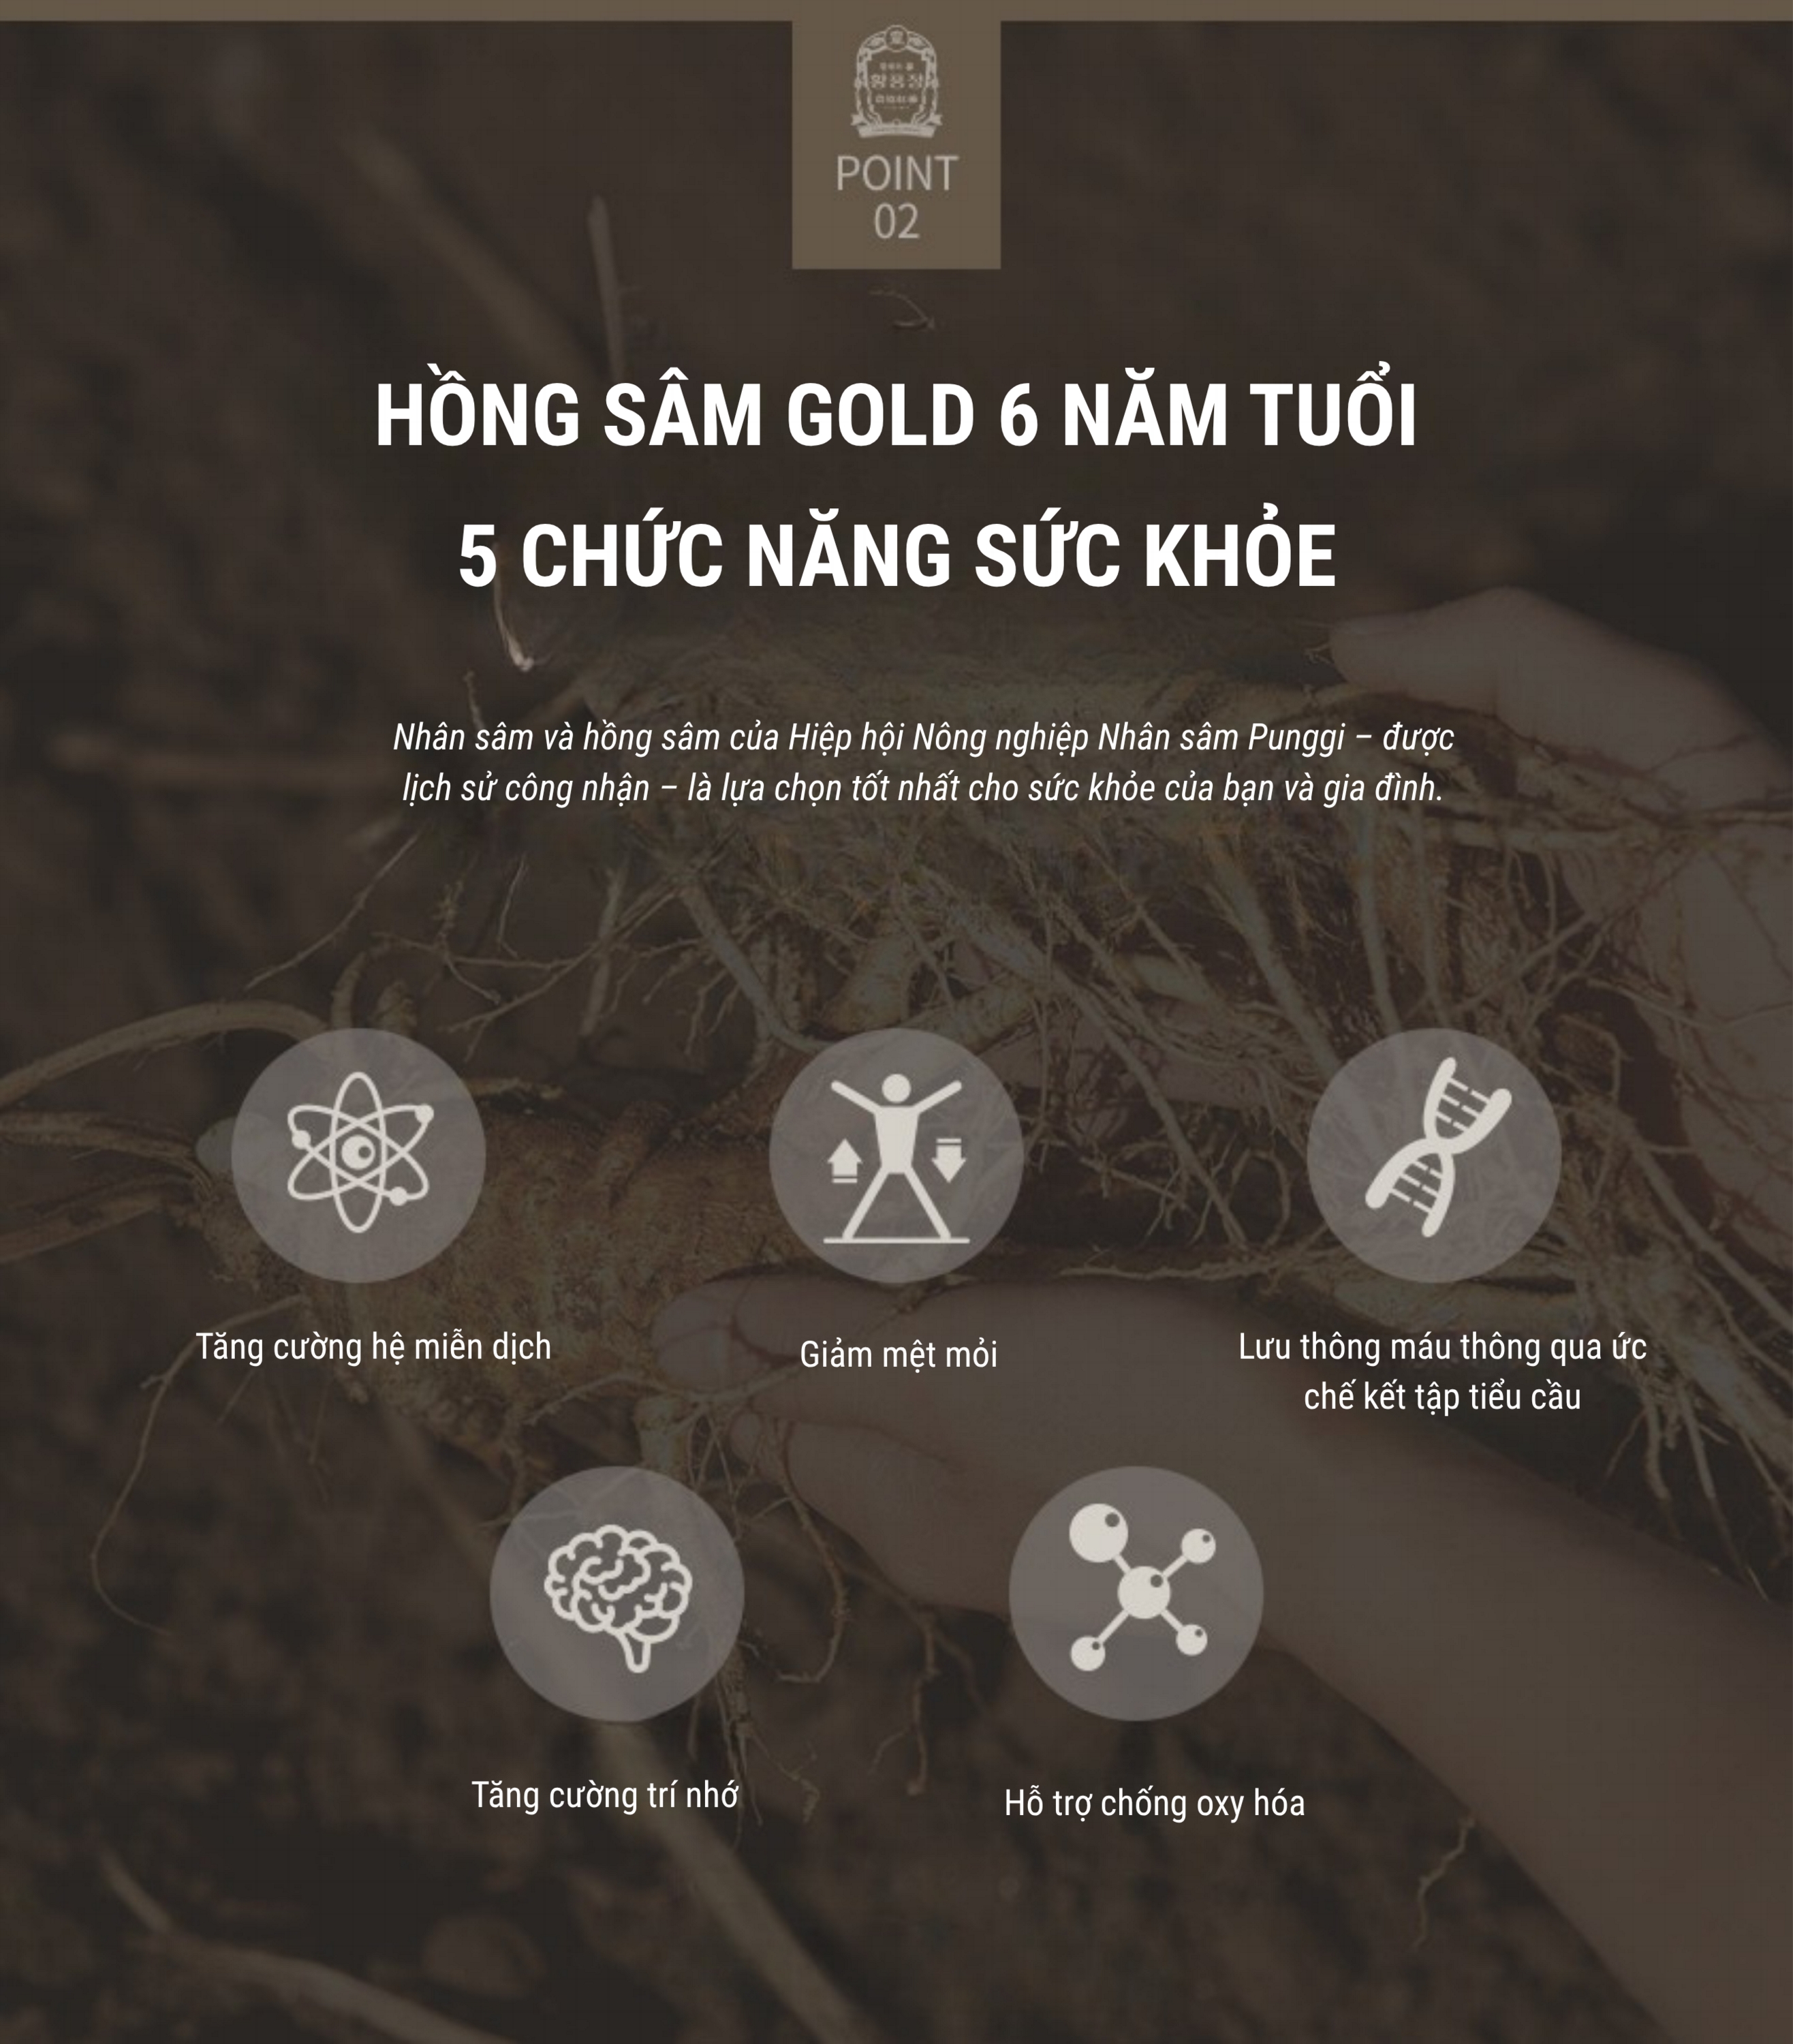 황풍정
POINT
02
HỒNG SÂM GOLD 6 NĂM TUỔI
5 CHỨC NĂNG SỨC KHỎE
Nhân sâm và hồng sâm của Hiệp hội Nông nghiệp Nhân sâm Punggi – được
lịch sử công nhận – là lựa chọn tốt nhất cho sức khỏe của bạn và gia đình.
Tăng cường hệ miễn dịch
Giảm mệt mỏi
Lưu thông máu thông qua ức
chế kết tập tiểu cầu
Tăng cường trí nhớ
Hỗ trợ chống oxy hóa